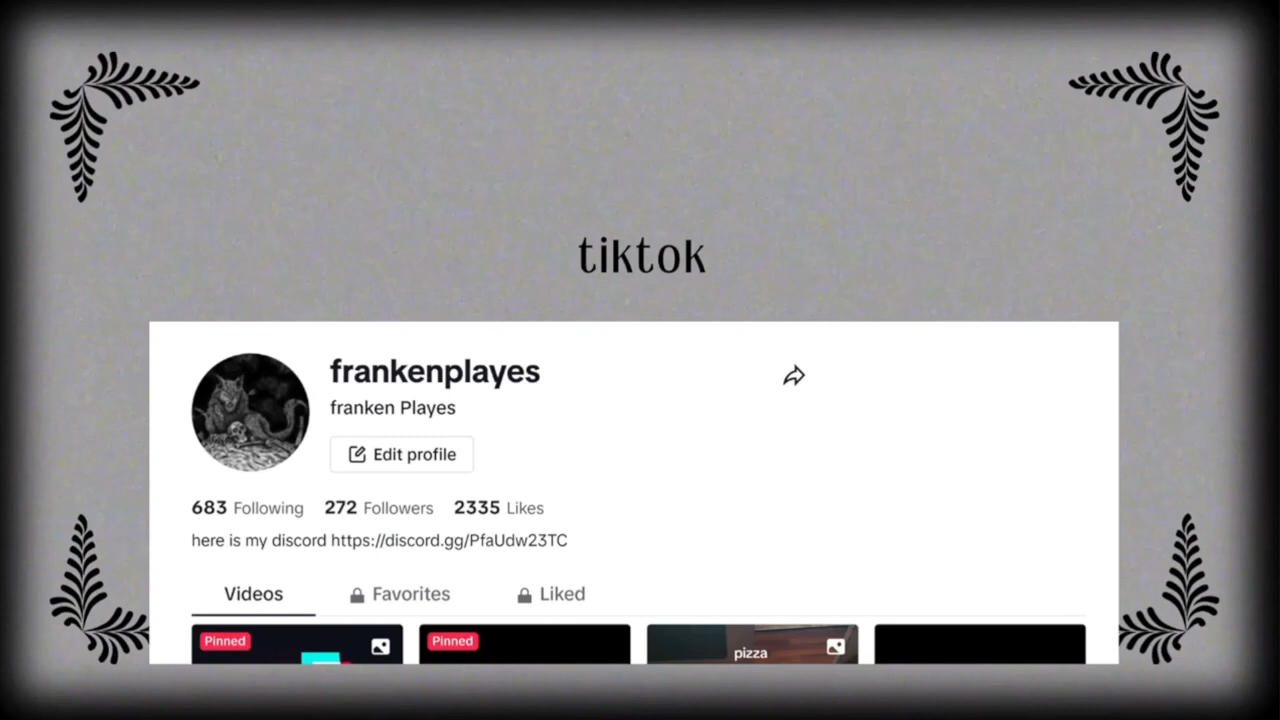 tiktok
frankenplayes
franken Playes
Edit profile
683 Following 272 Followers 2335 Likes
here is my discord https://discord.gg/PfaUdw23TC
Videos Favorites Liked
Pinned Pinned
pizza